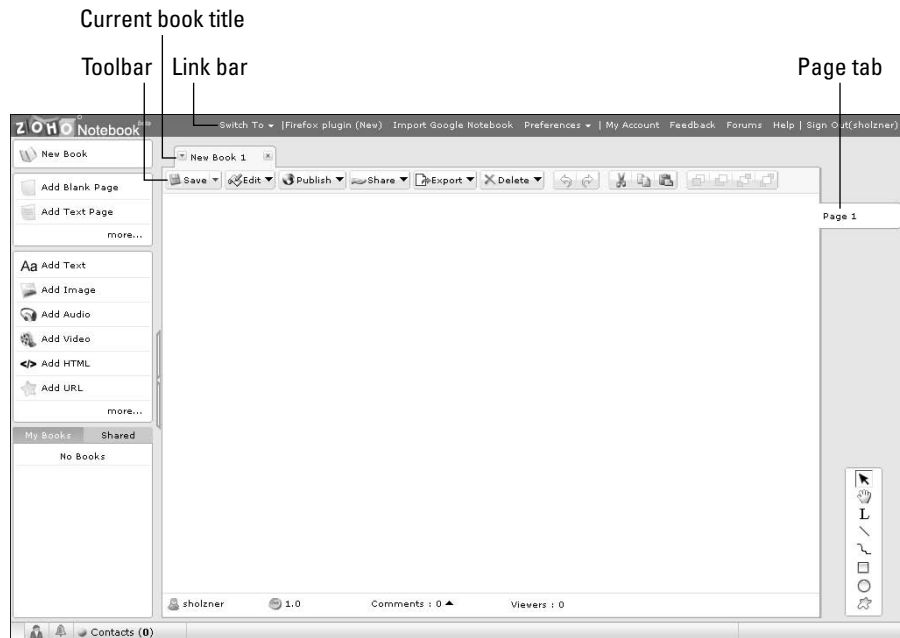 Current book title
Toolbar
Link bar
Page tab
ZOHO Notebook Beta
Switch To | Firefox plugin (New) Import Google Notebook Preferences | My Account Feedback Forums Help | Sign Out(sholzner)
New Book
New Book 1
Save Edit Publish Share Export Delete
Add Blank Page
Add Text Page
more...
Page 1
Aa Add Text
Add Image
Add Audio
Add Video
</> Add HTML
Add URL
more...
My Books Shared
No Books
L
sholzner 1.0 Comments : 0 Viewers : 0
Contacts (0)